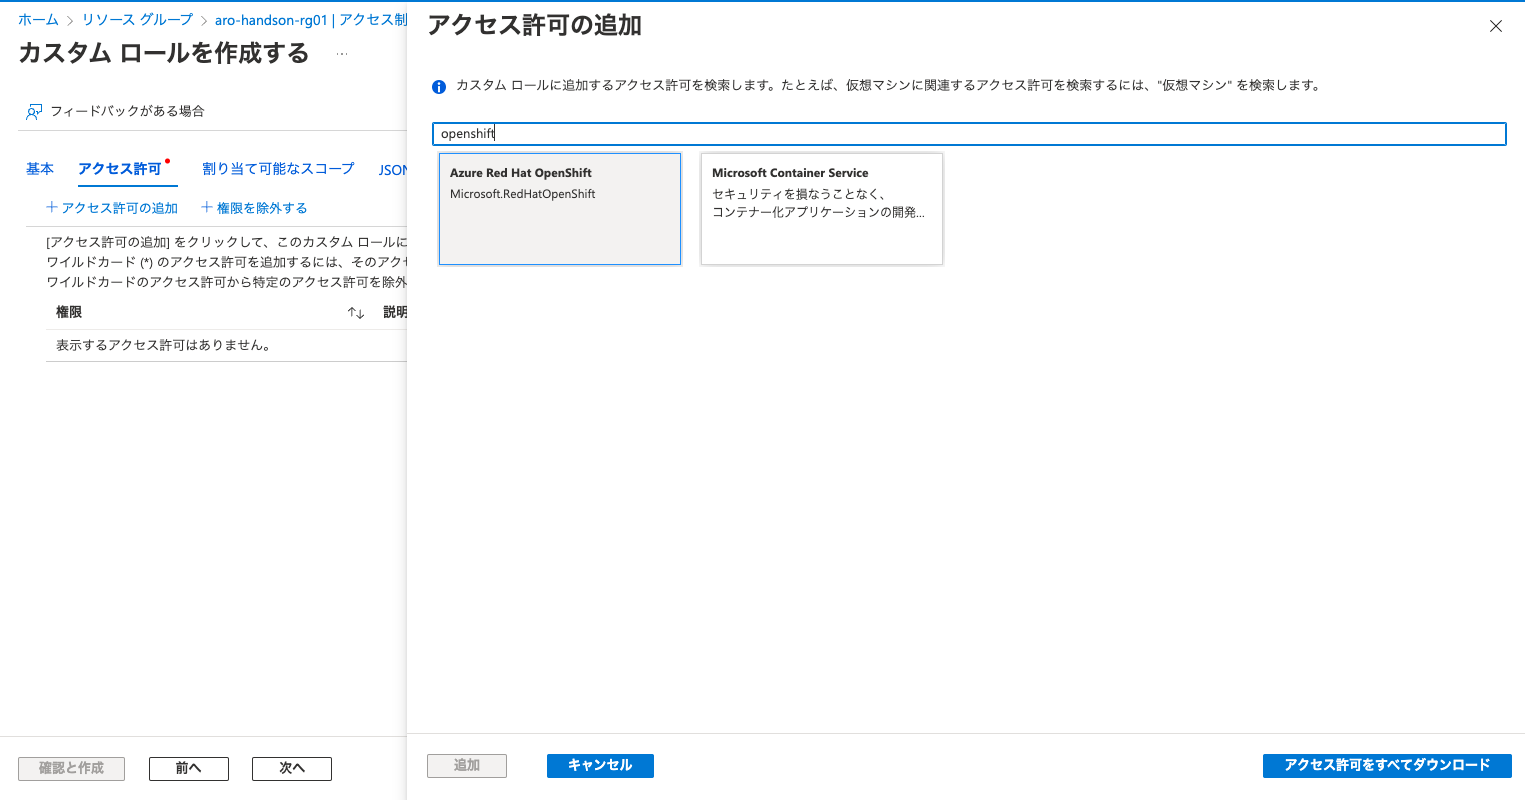 ホーム > リソース グループ > aro-handson-rg01 | アクセス制
カスタム ロールを作成する ...
フィードバックがある場合
基本 アクセス許可 割り当て可能なスコープ JSON
+ アクセス許可の追加 + 権限を除外する
[アクセス許可の追加] をクリックして、このカスタム ロールに
ワイルドカード (*) のアクセス許可を追加するには、そのアクセ
ワイルドカードのアクセス許可から特定のアクセス許可を除外
権限 ↑↓ 説明
表示するアクセス許可はありません。
確認と作成 前へ 次へ
アクセス許可の追加
カスタム ロールに追加するアクセス許可を検索します。たとえば、仮想マシンに関連するアクセス許可を検索するには、"仮想マシン" を検索します。
openshift
Azure Red Hat OpenShift
Microsoft.RedHatOpenShift
Microsoft Container Service
セキュリティを損なうことなく、
コンテナー化アプリケーションの開発...
追加 キャンセル アクセス許可をすべてダウンロード